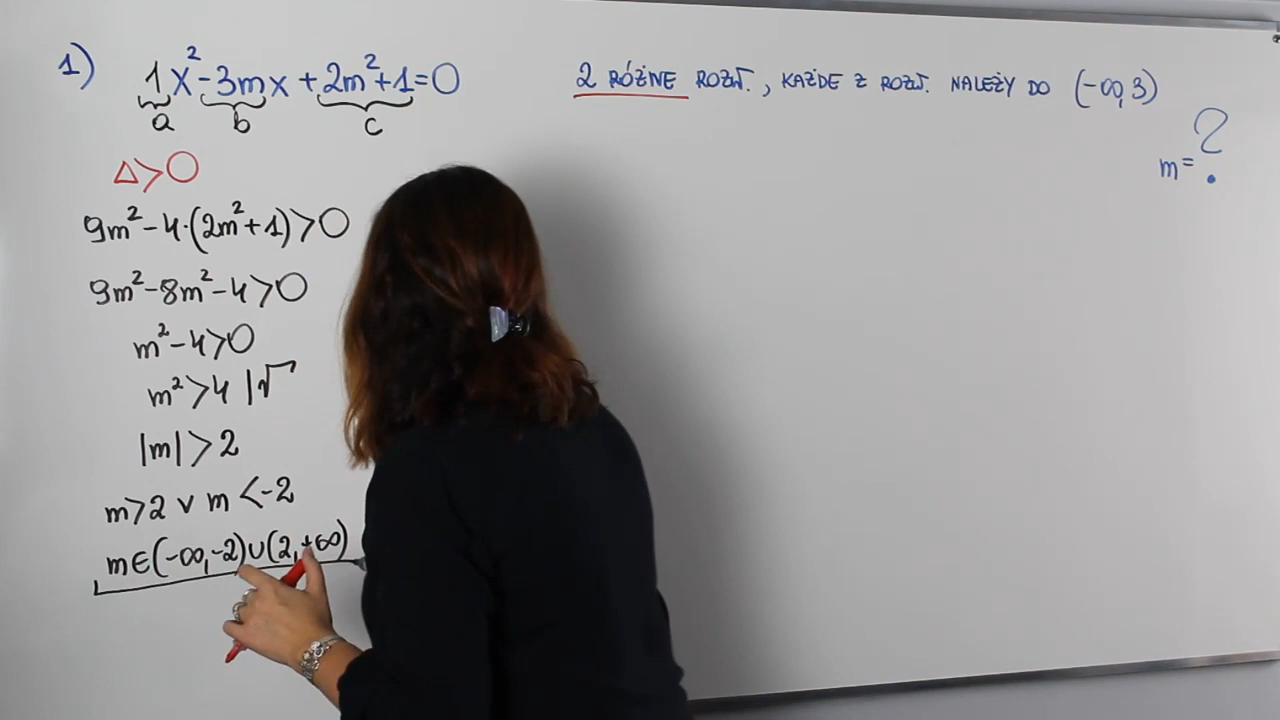 1) 1x²-3mx+2m²+1=0
a b c
2 RÓŻNE ROZW., KAŻDE Z ROZW. NALEŻY DO (-∞,3)
m=?
Δ>0
9m²-4·(2m²+1)>0
9m²-8m²-4>0
m²-4>0
m²>4 |√
|m|>2
m>2 v m<-2
m∈(-∞,-2)∪(2,+∞)